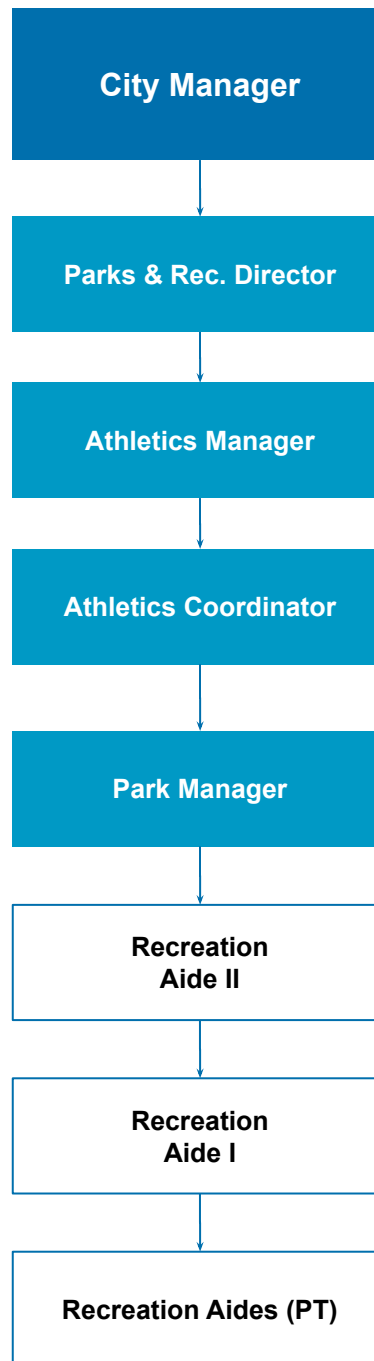 City Manager
Parks & Rec. Director
Athletics Manager
Athletics Coordinator
Park Manager
Recreation
Aide II
Recreation
Aide I
Recreation Aides (PT)